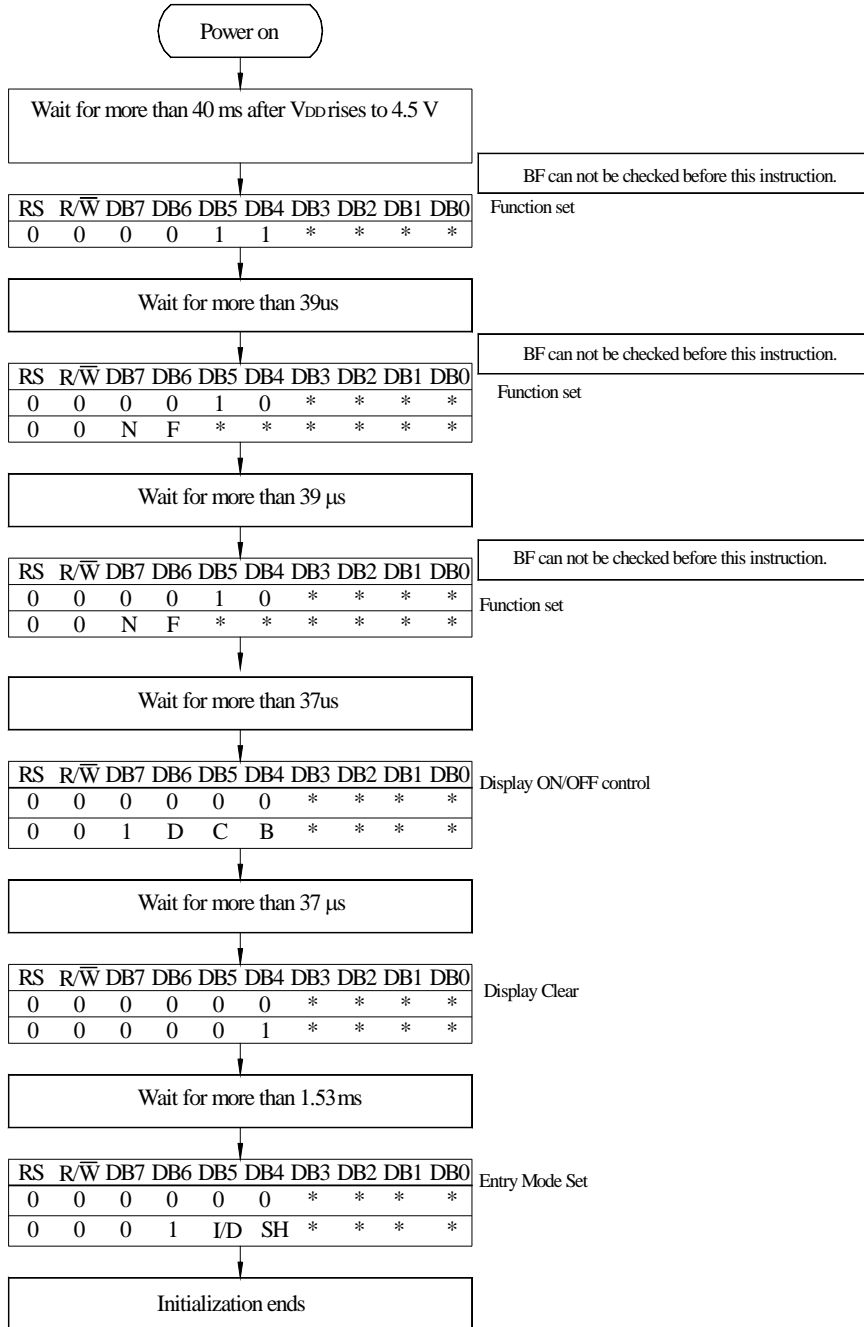 Power on
Wait for more than 40 ms after VDD rises to 4.5 V
BF can not be checked before this instruction.
RS R/W̅ DB7 DB6 DB5 DB4 DB3 DB2 DB1 DB0
Function set
0 0 0 0 1 1 * * * *
Wait for more than 39us
BF can not be checked before this instruction.
RS R/W̅ DB7 DB6 DB5 DB4 DB3 DB2 DB1 DB0
Function set
0 0 0 0 1 0 * * * *
0 0 N F * * * * * *
Wait for more than 39 μs
BF can not be checked before this instruction.
RS R/W̅ DB7 DB6 DB5 DB4 DB3 DB2 DB1 DB0
0 0 0 0 1 0 * * * *
Function set
0 0 N F * * * * * *
Wait for more than 37us
RS R/W̅ DB7 DB6 DB5 DB4 DB3 DB2 DB1 DB0
Display ON/OFF control
0 0 0 0 0 0 * * * *
0 0 1 D C B * * * *
Wait for more than 37 μs
RS R/W̅ DB7 DB6 DB5 DB4 DB3 DB2 DB1 DB0
Display Clear
0 0 0 0 0 0 * * * *
0 0 0 0 0 1 * * * *
Wait for more than 1.53ms
RS R/W̅ DB7 DB6 DB5 DB4 DB3 DB2 DB1 DB0
Entry Mode Set
0 0 0 0 0 0 * * * *
0 0 0 1 I/D SH * * * *
Initialization ends